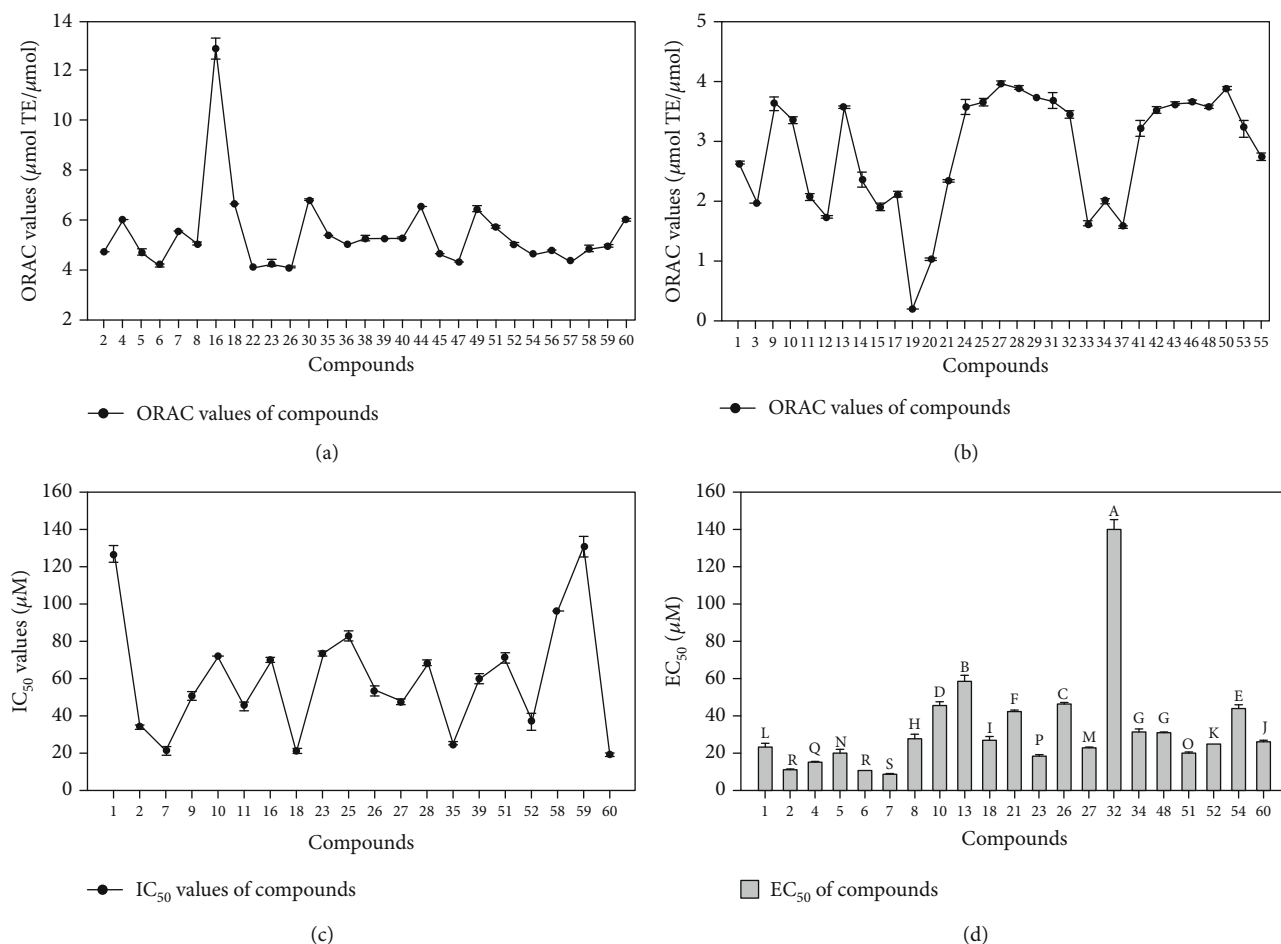 14
12
10
8
6
4
2
ORAC values (μmol TE/μmol)
2 4 5 6 7 8 16 18 22 23 26 30 35 36 38 39 40 44 45 47 49 51 52 54 56 57 58 59 60
Compounds
ORAC values of compounds
(a)
5
4
3
2
1
0
ORAC values (μmol TE/μmol)
1 3 9 10 11 12 13 14 15 17 19 20 21 24 25 27 28 29 31 32 33 34 37 41 42 43 46 48 50 53 55
Compounds
ORAC values of compounds
(b)
160
140
120
100
80
60
40
20
0
IC50 values (μM)
1 2 7 9 10 11 16 18 23 25 26 27 28 35 39 51 52 58 59 60
Compounds
IC50 values of compounds
(c)
160
140
120
100
80
60
40
20
0
EC50 (μM)
L R Q N R S H D B I F P C M A G G O K E J
1 2 4 5 6 7 8 10 13 18 21 23 26 27 32 34 48 51 52 54 60
Compounds
EC50 of compounds
(d)